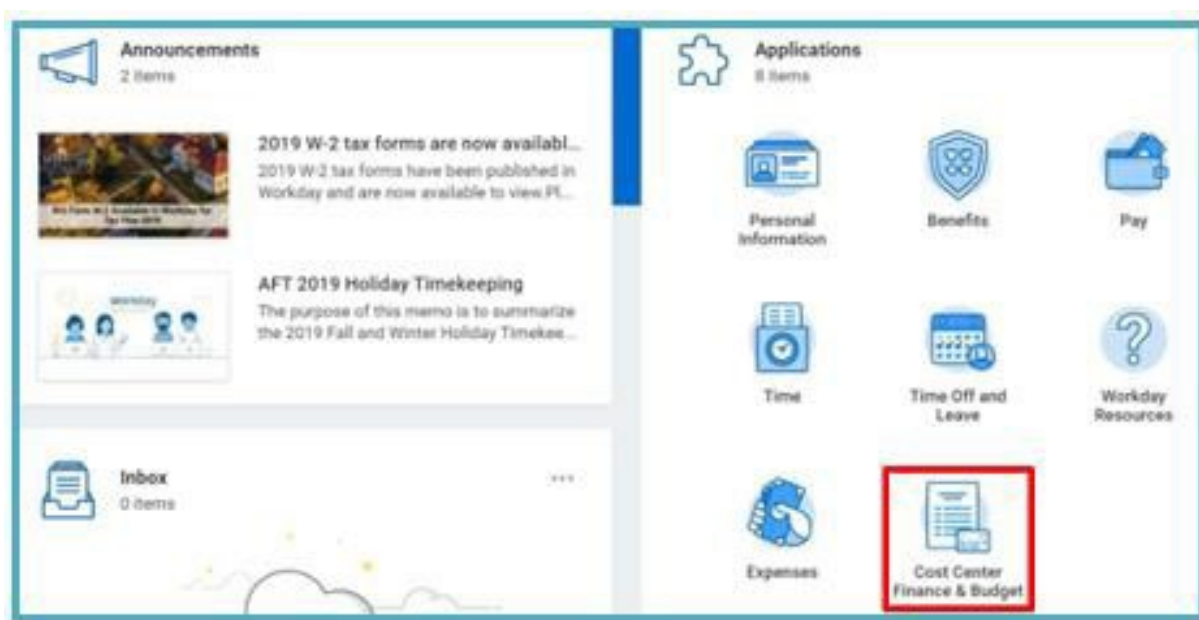 Announcements
2 items
2019 W-2 tax forms are now availabl...
2019 W-2 tax forms have been published in
Workday and are now available to view.Pl...
AFT 2019 Holiday Timekeeping
The purpose of this memo is to summarize
the 2019 Fall and Winter Holiday Timekee...
Workday
Inbox
0 items
Applications
8 items
Personal
Information
Benefits
Pay
Time
Time Off and
Leave
Workday
Resources
Expenses
Cost Center
Finance & Budget